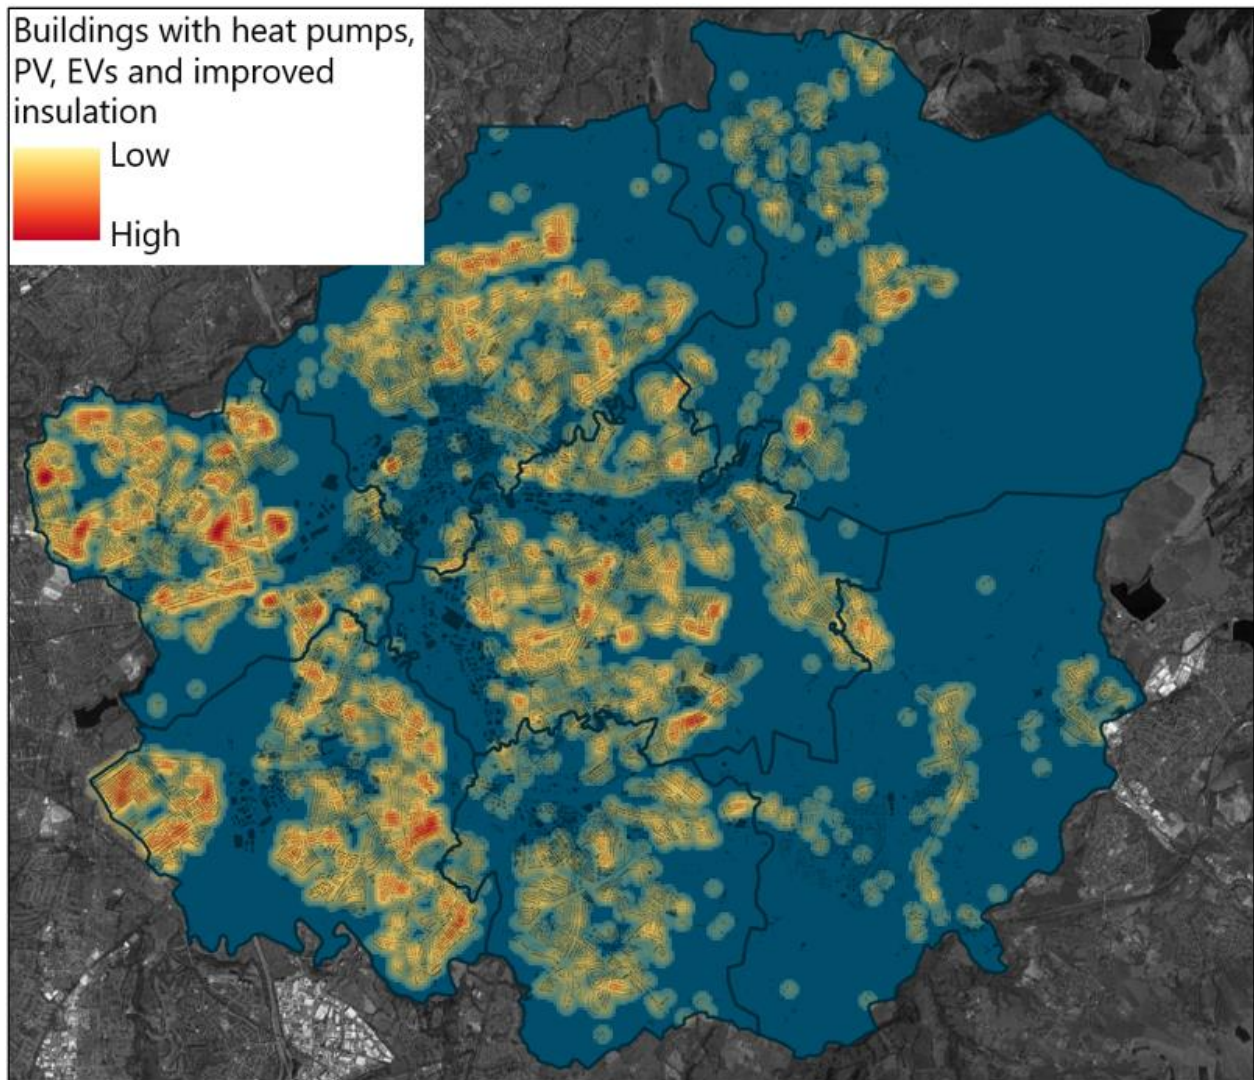 Buildings with heat pumps,
PV, EVs and improved
insulation
Low
High